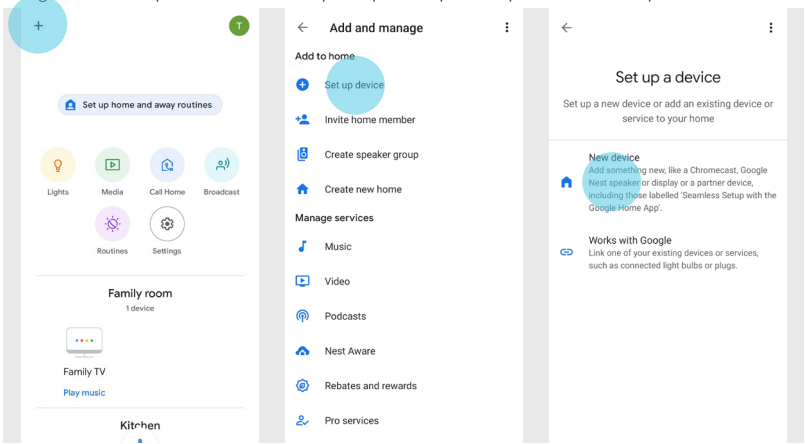 T
Set up home and away routines
Lights
Media
Call Home
Broadcast
Routines
Settings
Family room
1 device
Family TV
Play music
Kitchen
Add and manage
Add to home
Set up device
Invite home member
Create speaker group
Create new home
Manage services
Music
Video
Podcasts
Nest Aware
Rebates and rewards
Pro services
Set up a device
Set up a new device or add an existing device or
service to your home
New device
Add something new, like a Chromecast, Google
Nest speaker or display or a partner device,
including those labelled 'Seamless Setup with the
Google Home App'.
Works with Google
Link one of your existing devices or services,
such as connected light bulbs or plugs.